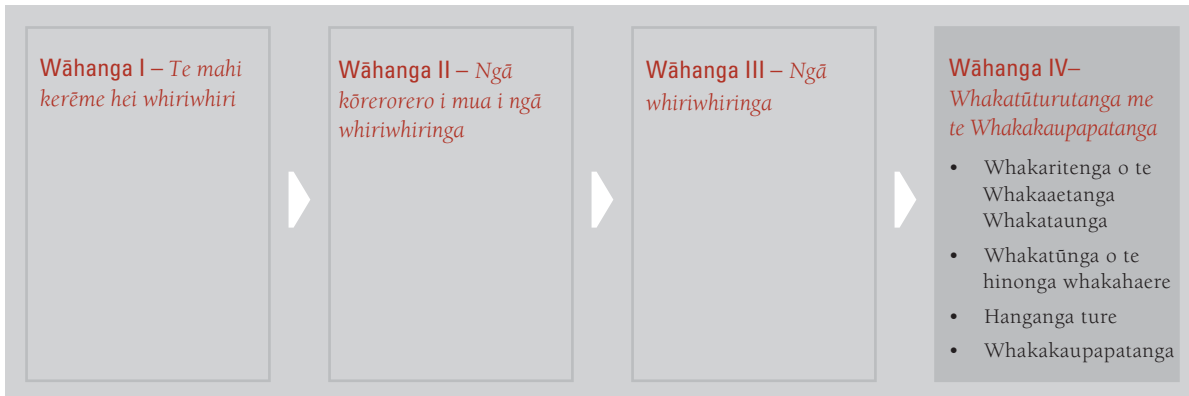 Wāhanga I – Te mahi
kerēme hei whiriwhiri
Wāhanga II – Ngā
kōrerorero i mua i ngā
whiriwhiringa
Wāhanga III – Ngā
whiriwhiringa
Wāhanga IV–
Whakatūturutanga me
te Whakakaupapatanga
• Whakaritenga o te
Whakaaetanga
Whakataunga
• Whakatūnga o te
hinonga whakahaere
• Hanganga ture
• Whakakaupapatanga